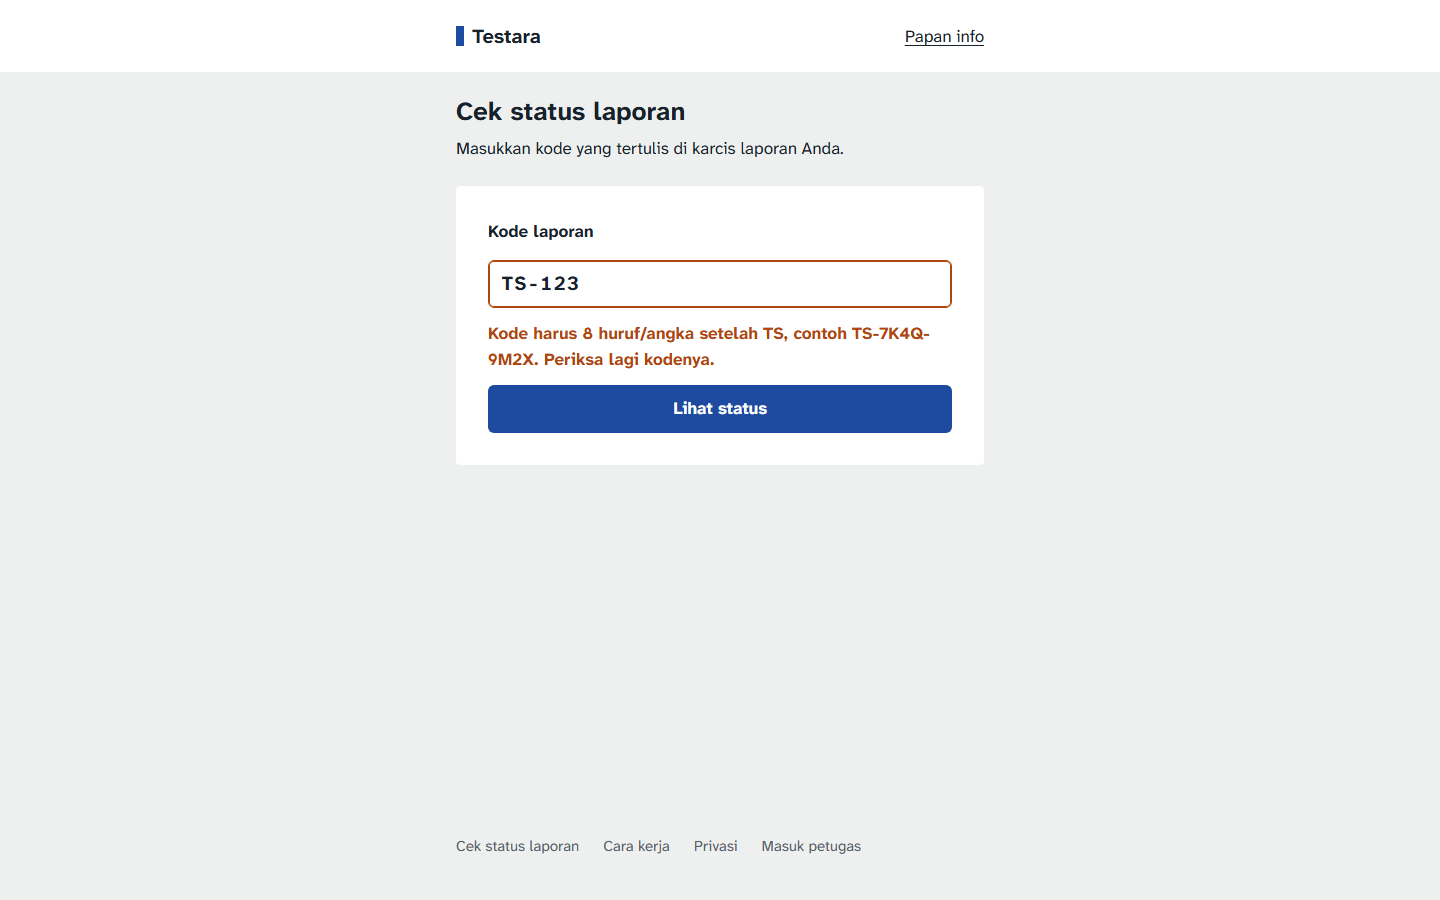 Testara
Papan info
Cek status laporan
Masukkan kode yang tertulis di karcis laporan Anda.
Kode laporan
TS-123
Kode harus 8 huruf/angka setelah TS, contoh TS-7K4Q-
9M2X. Periksa lagi kodenya.
Lihat status
Cek status laporan
Cara kerja
Privasi
Masuk petugas